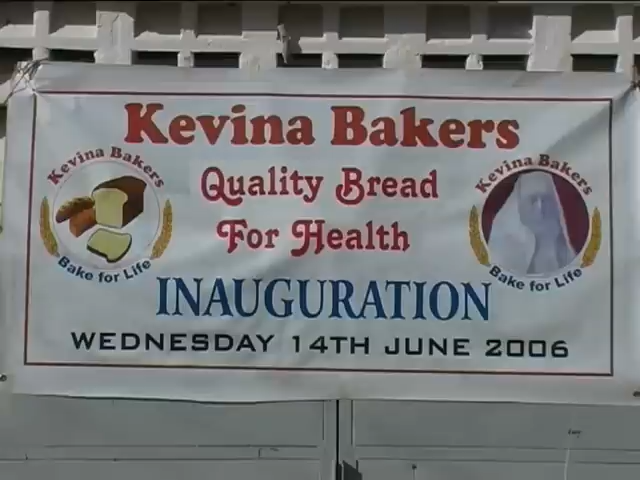 Kevina Bakers
Quality Bread
For Health
INAUGURATION
WEDNESDAY 14TH JUNE 2006
Kevina Bakers
Bake for Life
Kevina Bakers
Bake for Life